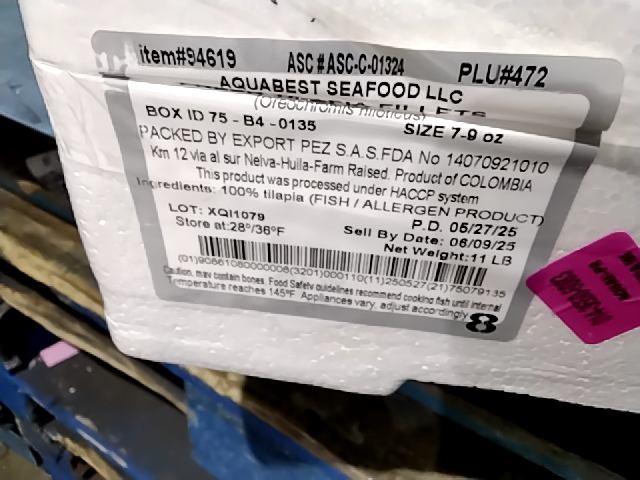 item#94619 ASC # ASC-C-01324 PLU#472
AQUABEST SEAFOOD LLC
FILLETS
(Oreochromis niloticus)
BOX ID 75 - B4 - 0135 SIZE 7-9 oz
PACKED BY EXPORT PEZ S.A.S.FDA No 14070921010
Km 12 via al sur Neiva-Huila-Farm Raised. Product of COLOMBIA
This product was processed under HACCP system
Ingredients: 100% tilapia (FISH / ALLERGEN PRODUCT)
LOT: XQI1079 P.D. 05/27/25
Store at:28°/36°F Sell By Date: 06/09/25
Net Weight:11 LB
(01)90661080000006(3201)000110(11)250527(21)75079135
Caution, may contain bones. Food Safety guidelines recommend cooking fish until internal
Temperature reaches 145°F. Appliances vary, adjust accordingly
8